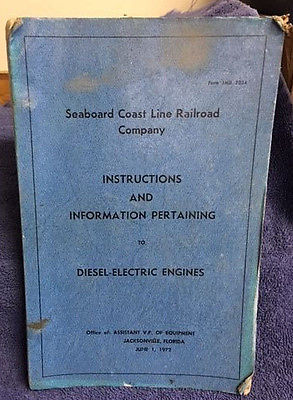 Seaboard Coast Line Railroad
Company
INSTRUCTIONS
AND
INFORMATION PERTAINING
TO
DIESEL-ELECTRIC ENGINES
Office of: ASSISTANT V.P. OF EQUIPMENT
JACKSONVILLE, FLORIDA
JUNE 1, 1972